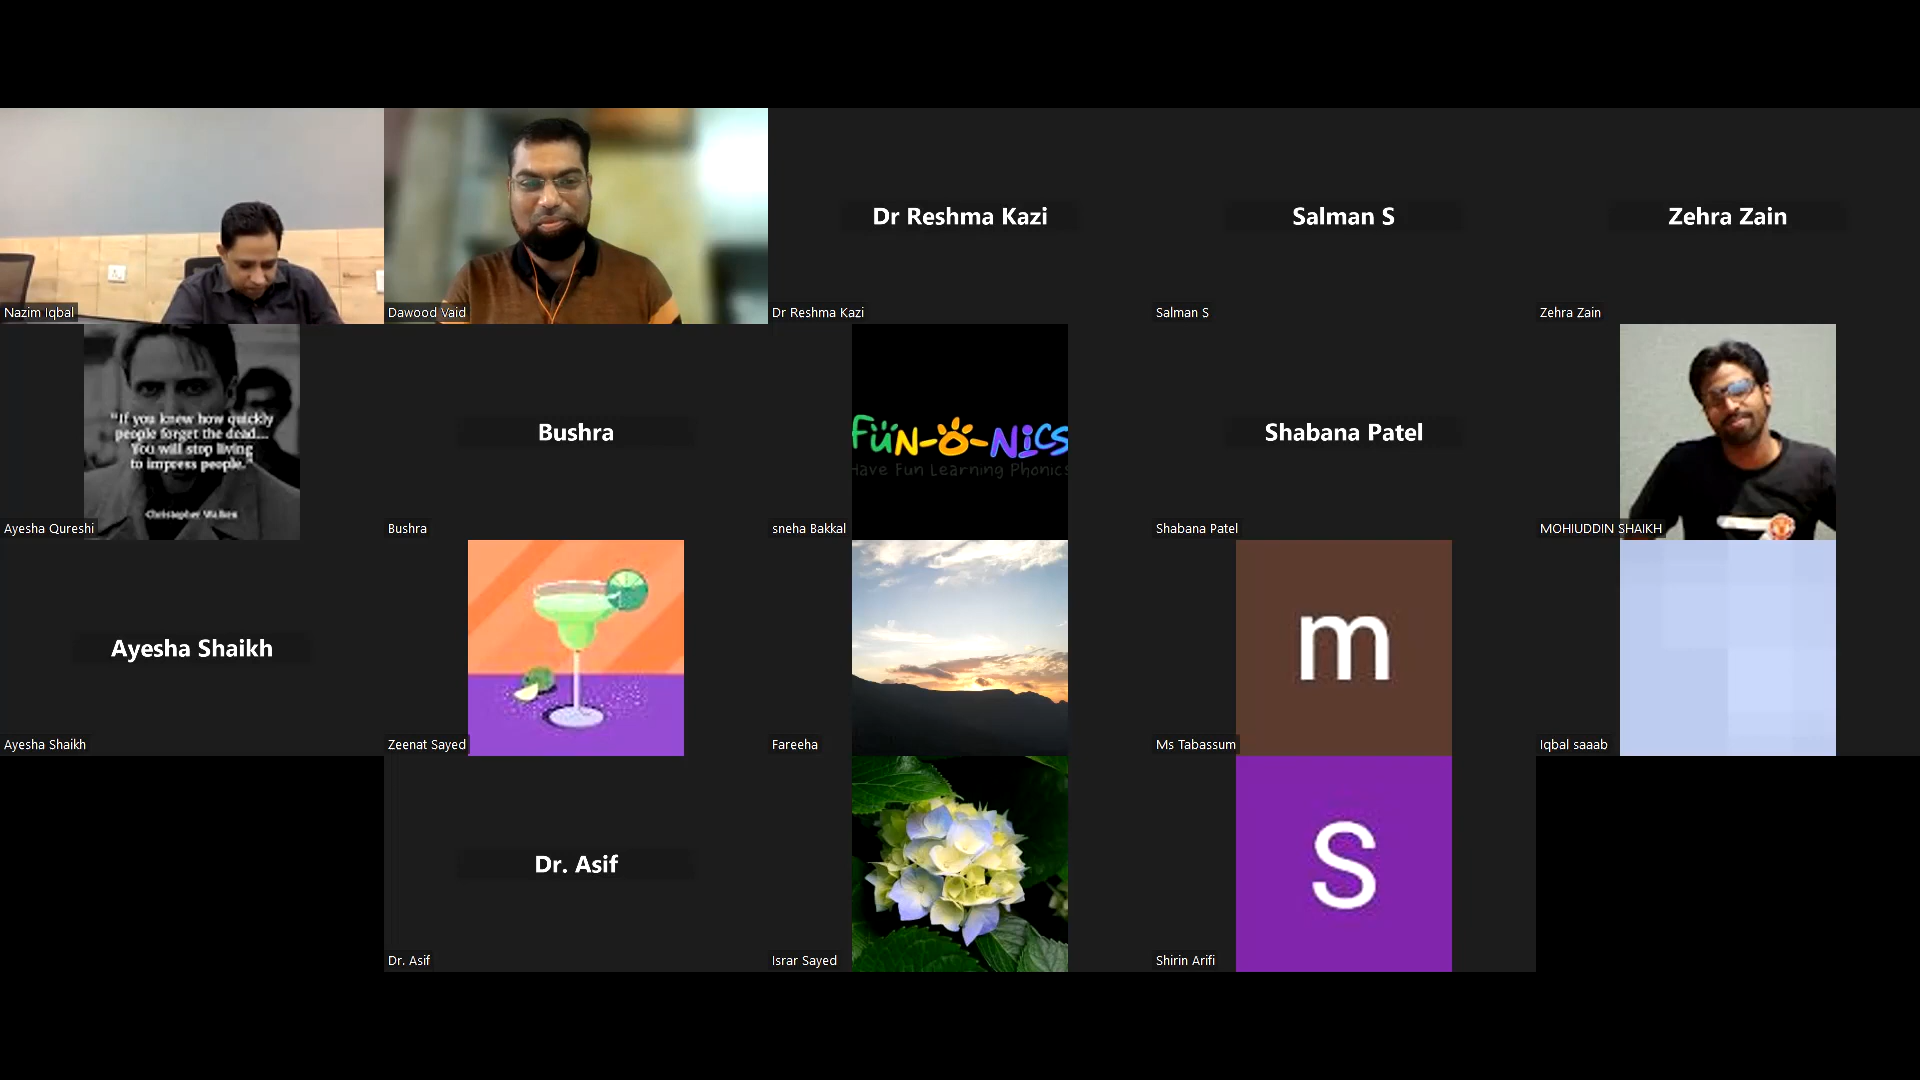 Nazim Iqbal
Dawood Vaid
Dr Reshma Kazi
Dr Reshma Kazi
Salman S
Salman S
Zehra Zain
Zehra Zain
"If you knew how quickly
people forget the dead...
You will stop living
to impress people."
-Christopher Walken
Ayesha Qureshi
Bushra
Bushra
FUN-O-NICS
Have Fun Learning Phonics
sneha Bakkal
Shabana Patel
Shabana Patel
MOHIUDDIN SHAIKH
Ayesha Shaikh
Ayesha Shaikh
Zeenat Sayed
Fareeha
m
Ms Tabassum
Iqbal saaab
Dr. Asif
Dr. Asif
Israr Sayed
S
Shirin Arifi